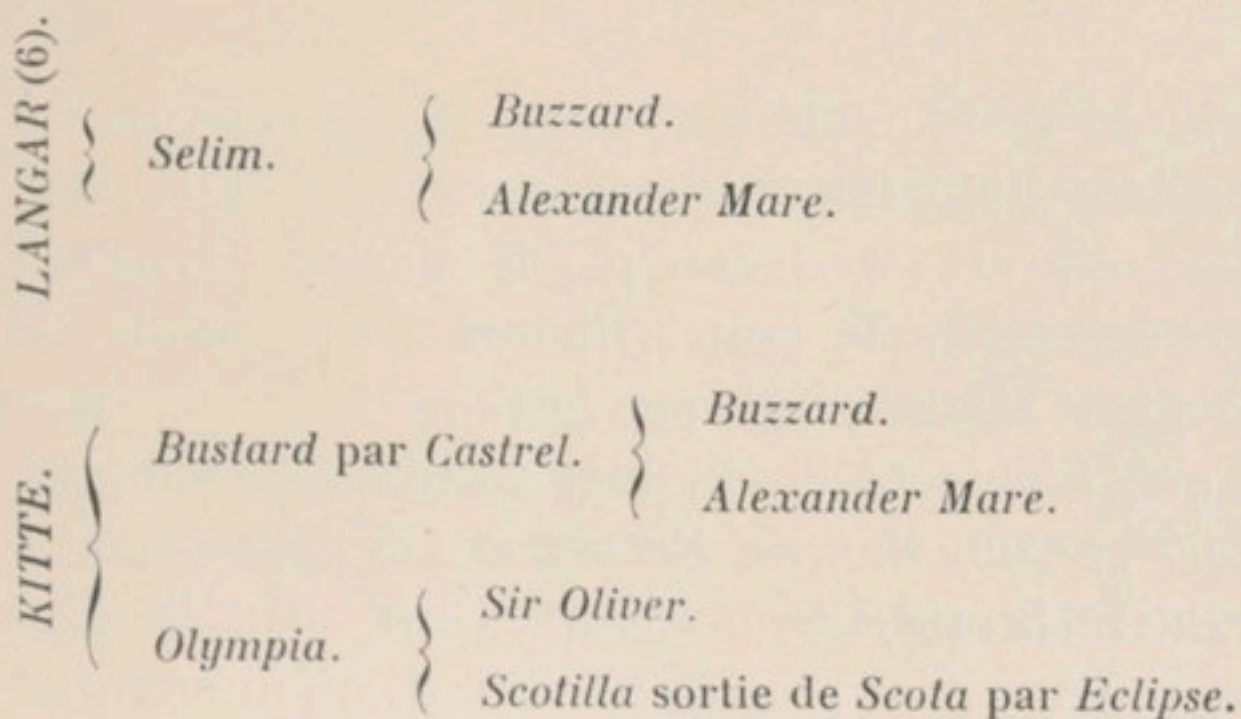 LANGAR (6).
Selim.
Buzzard.
Alexander Mare.
KITTE.
Bustard par Castrel.
Buzzard.
Alexander Mare.
Olympia.
Sir Oliver.
Scotilla sortie de Scota par Eclipse.